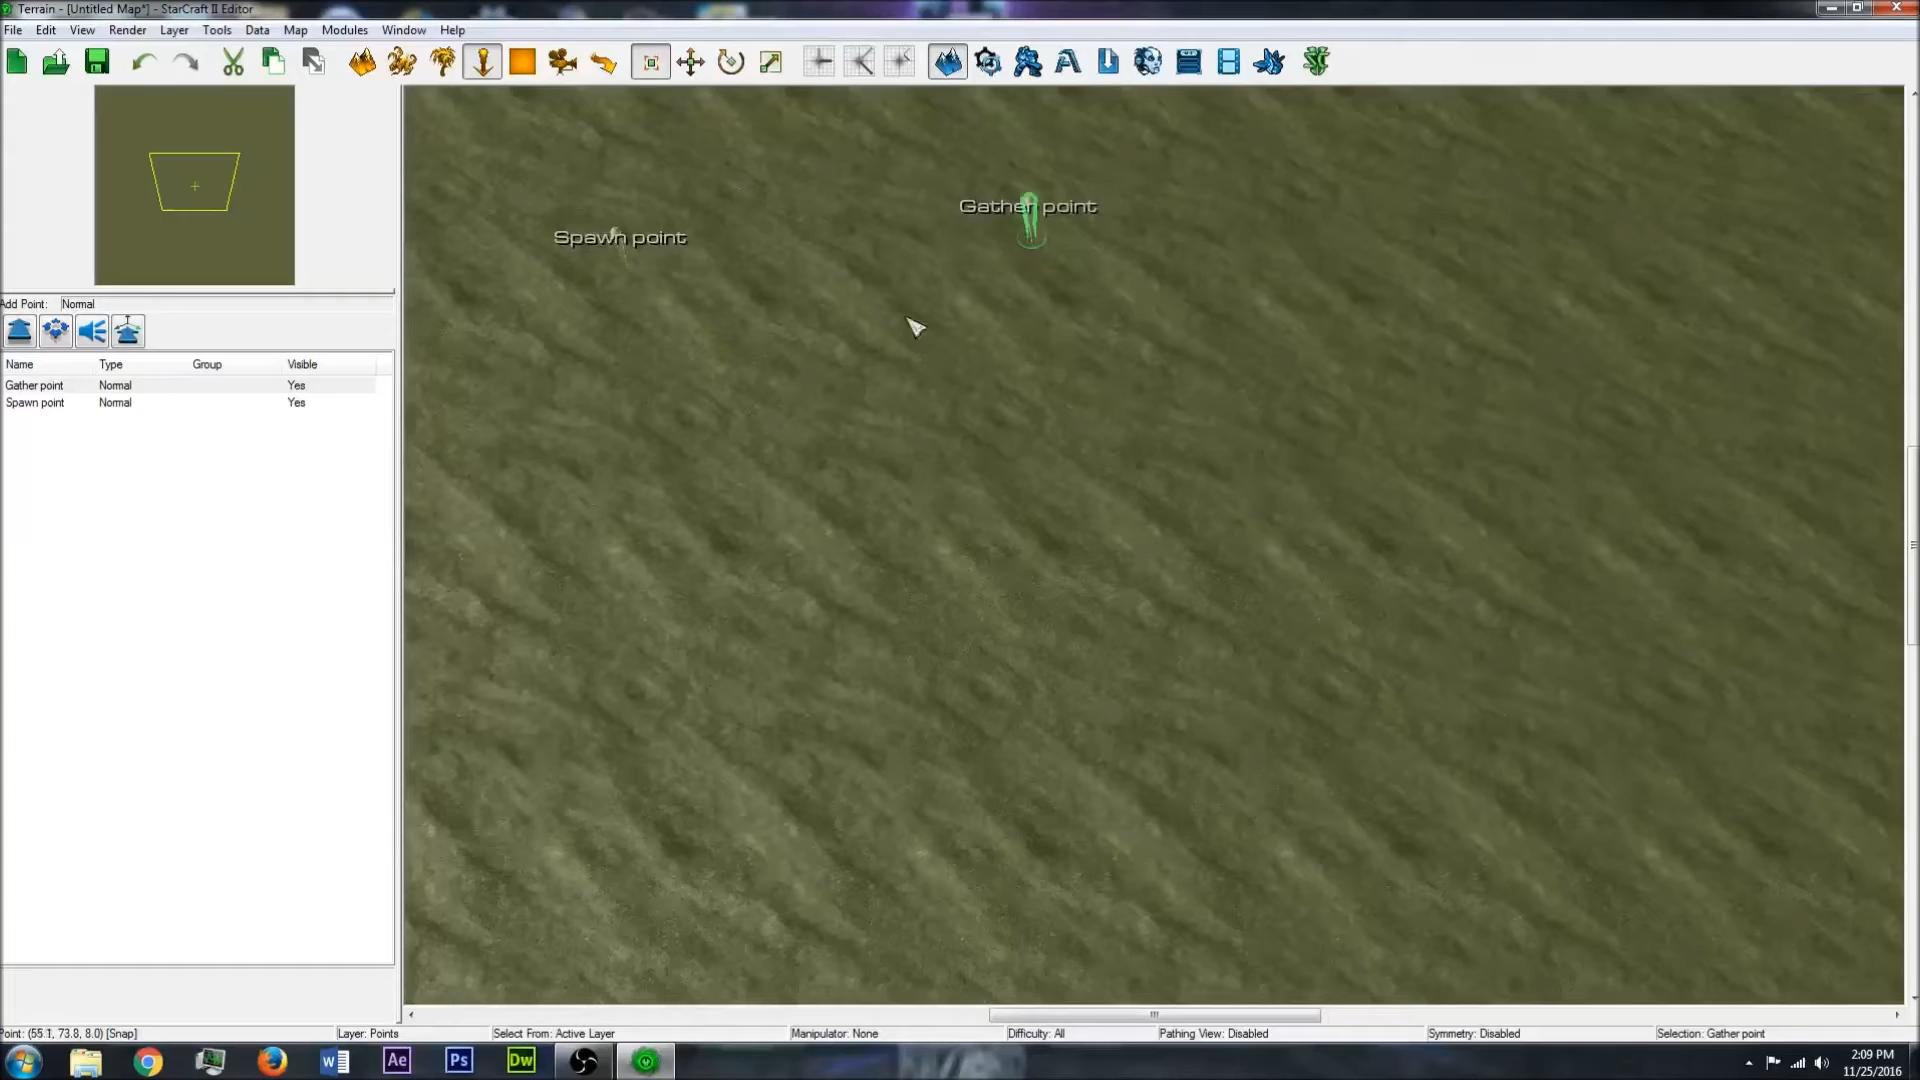 Terrain - [Untitled Map*] - StarCraft II Editor
File Edit View Render Layer Tools Data Map Modules Window Help
Gather point
Spawn point
Add Point: Normal
Name Type Group Visible
Gather point Normal Yes
Spawn point Normal Yes
Point: (55.1, 73.8, 8.0) [Snap] Layer: Points Select From: Active Layer Manipulator: None Difficulty: All Pathing View: Disabled Symmetry: Disabled Selection: Gather point
W Ae Ps Dw
2:09 PM
11/25/2016